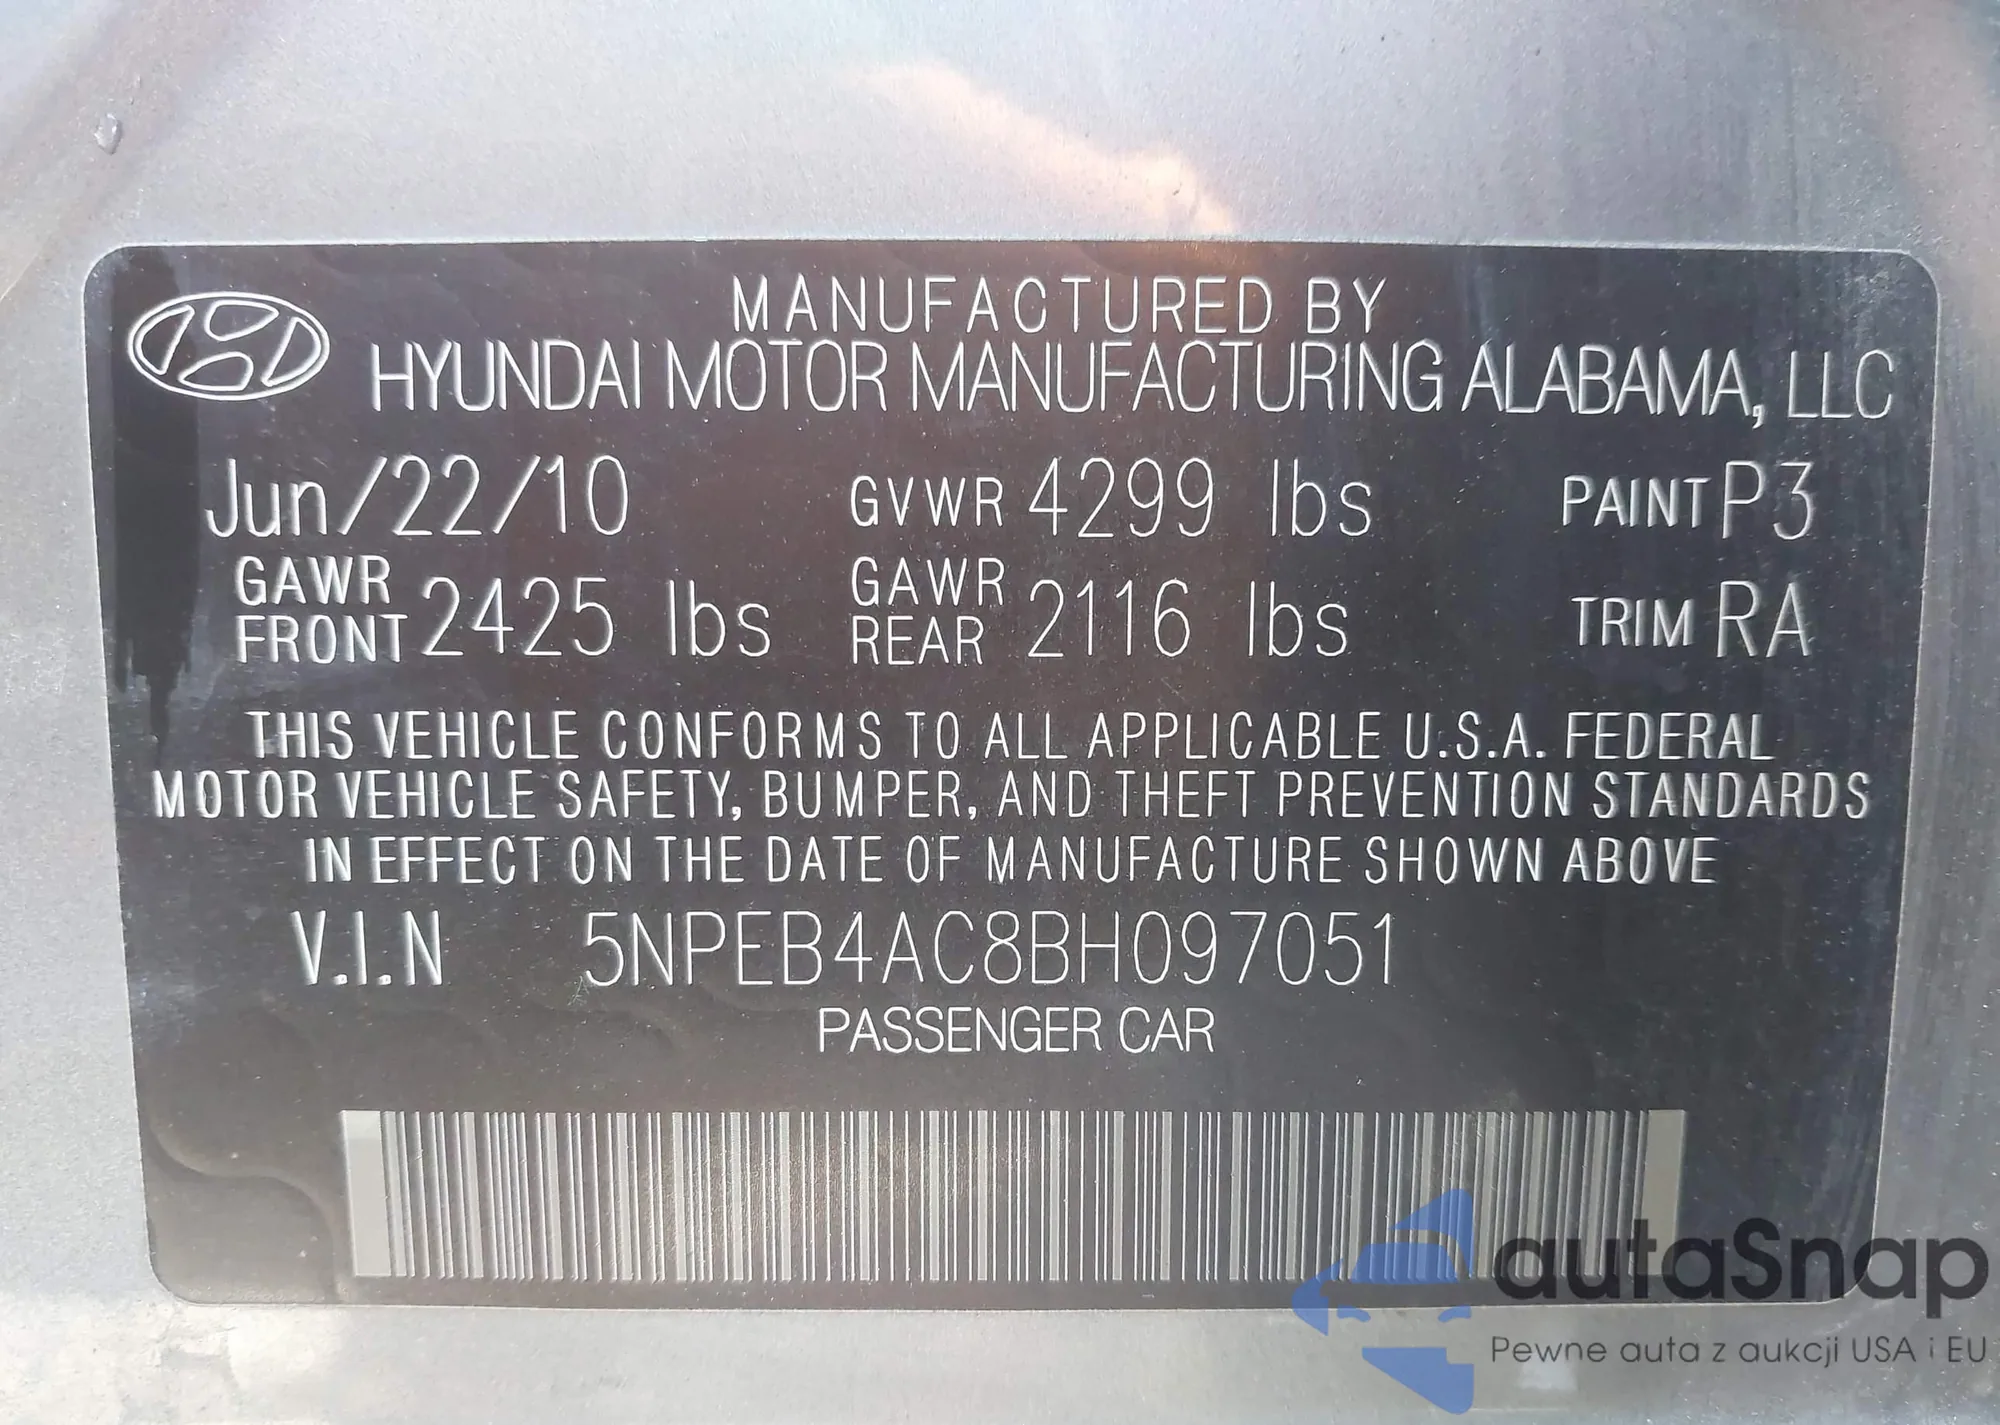 MANUFACTURED BY
HYUNDAI MOTOR MANUFACTURING ALABAMA, LLC
Jun/22/10 GVWR 4299 lbs PAINT P3
GAWR FRONT 2425 lbs GAWR REAR 2116 lbs TRIM RA
THIS VEHICLE CONFORMS TO ALL APPLICABLE U.S.A. FEDERAL
MOTOR VEHICLE SAFETY, BUMPER, AND THEFT PREVENTION STANDARDS
IN EFFECT ON THE DATE OF MANUFACTURE SHOWN ABOVE
V.I.N 5NPEB4AC8BH097051
PASSENGER CAR
autaSnap
Pewne auta z aukcji USA i EU